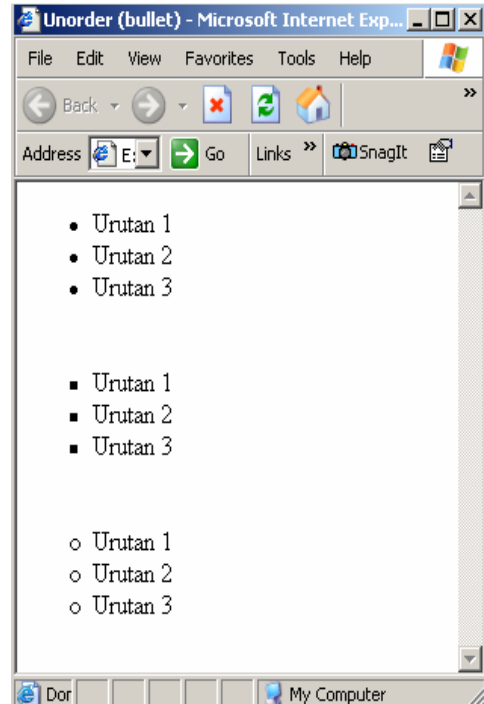 Unorder (bullet) - Microsoft Internet Exp...
File Edit View Favorites Tools Help
Back »
Address E: Go Links » SnagIt
• Urutan 1
• Urutan 2
• Urutan 3
▪ Urutan 1
▪ Urutan 2
▪ Urutan 3
○ Urutan 1
○ Urutan 2
○ Urutan 3
Dor My Computer